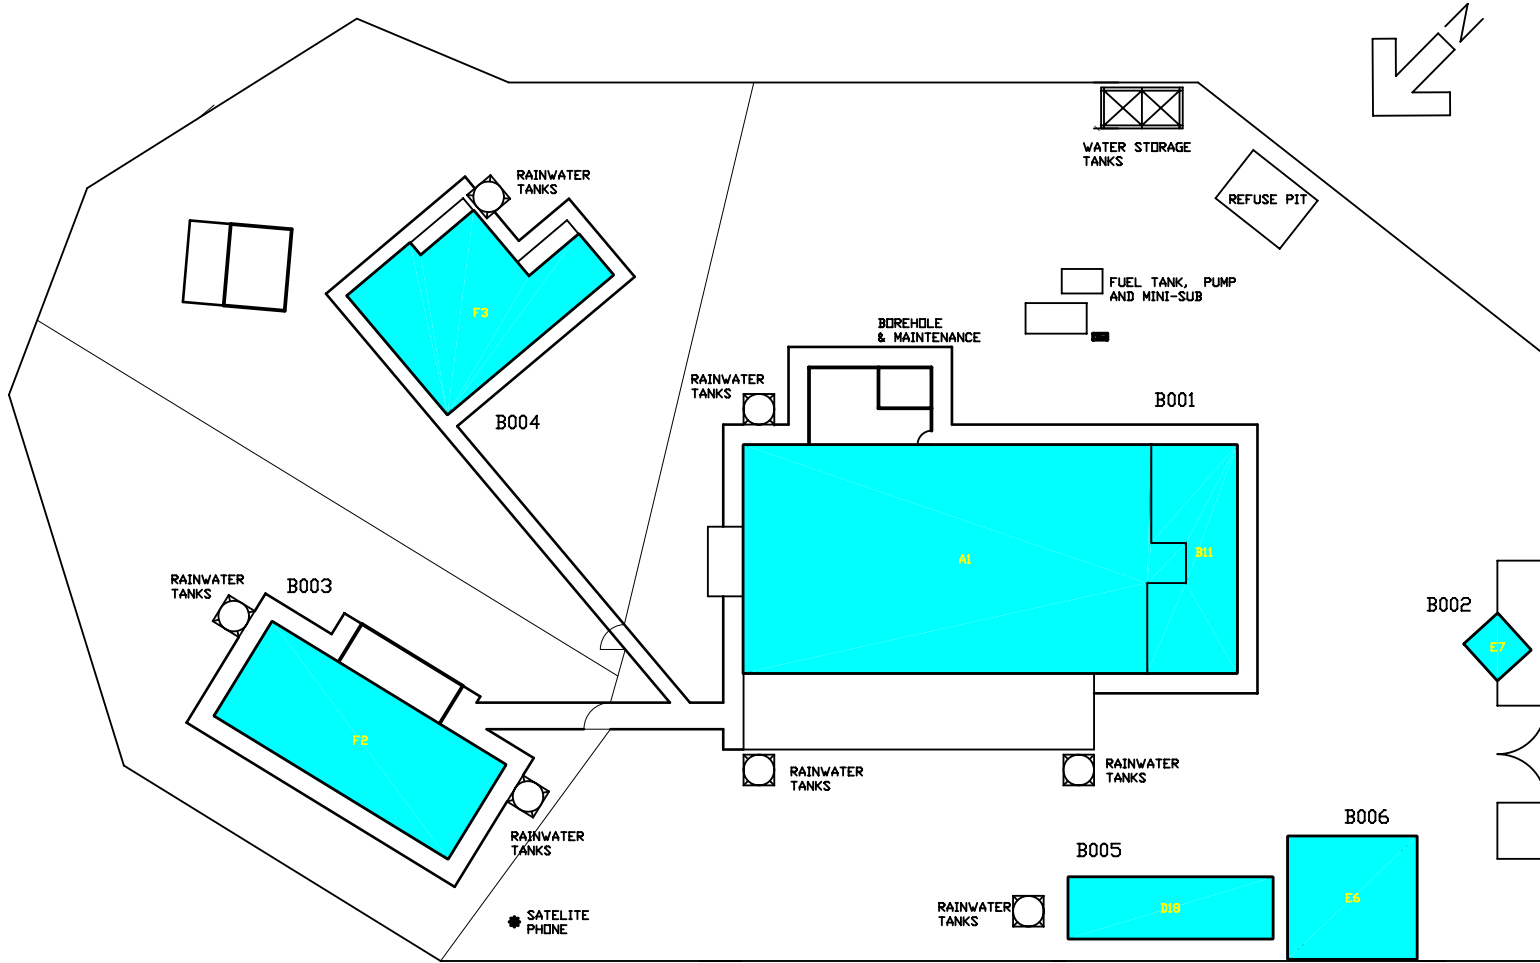 N
WATER STORAGE
TANKS
RAINWATER
TANKS
REFUSE PIT
FUEL TANK, PUMP
AND MINI-SUB
F3
BOREHOLE
& MAINTENANCE
RAINWATER
TANKS
B001
B004
A1
B11
RAINWATER
TANKS
B003
B002
E7
F2
RAINWATER
TANKS
RAINWATER
TANKS
B006
RAINWATER
TANKS
B005
E6
RAINWATER
TANKS
D18
SATELITE
PHONE